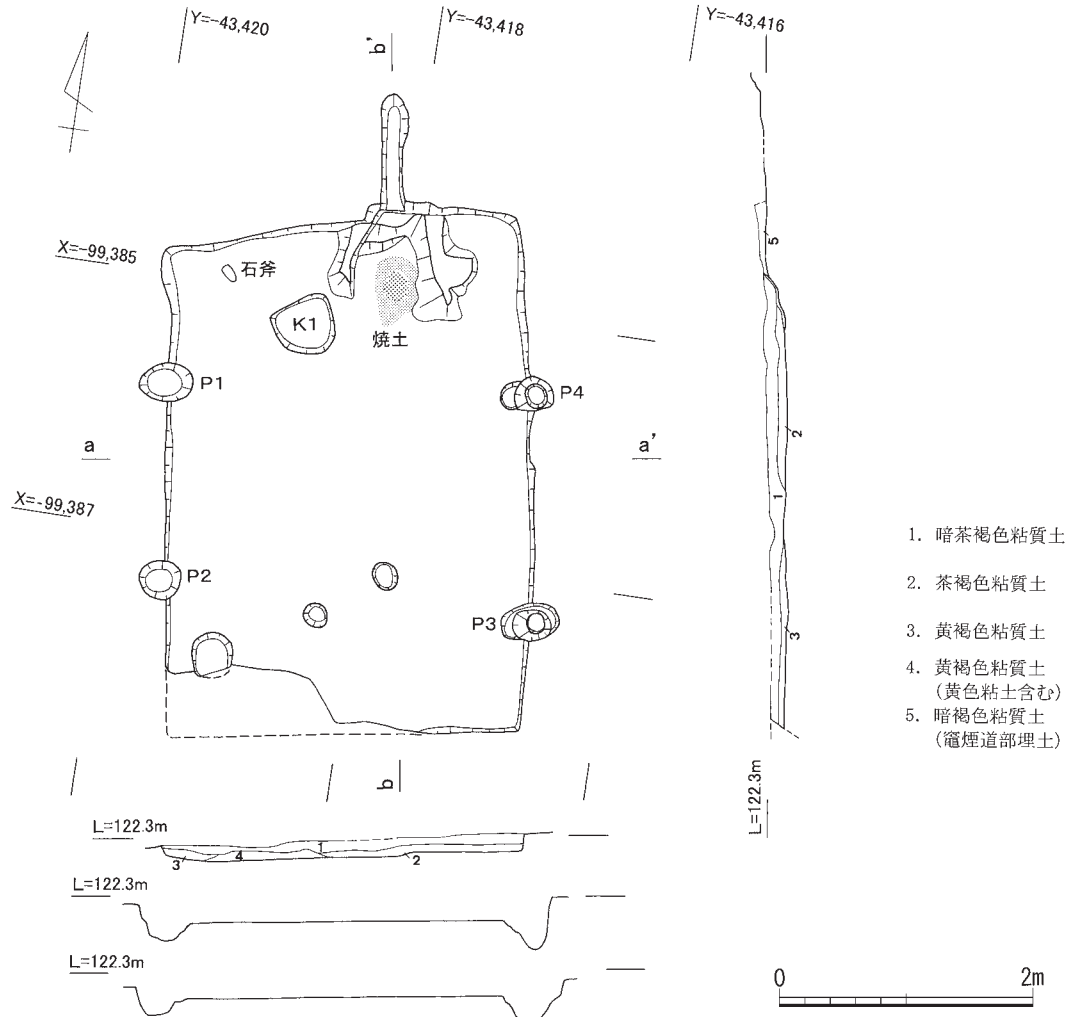 Y=-43,420
Y=-43,418
Y=-43,416
b'
X=-99,385
石斧
K1
焼土
5
P1
P4
a
a'
2
1
X=-99,387
P2
P3
3
b
1. 暗茶褐色粘質土
2. 茶褐色粘質土
3. 黄褐色粘質土
4. 黄褐色粘質土
(黄色粘土含む)
5. 暗褐色粘質土
(竈煙道部埋土)
L=122.3m
L=122.3m
1
3
4
2
L=122.3m
L=122.3m
0
2m